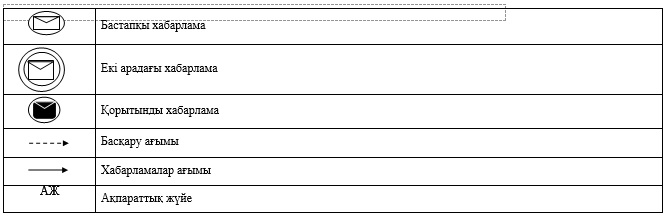 Бастапқы хабарлама
Екі арадағы хабарлама
Қорытынды хабарлама
Басқару ағымы
Хабарламалар ағымы
АЖ
Ақпараттық жүйе